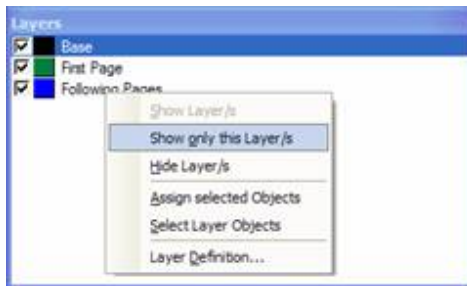 Layers
Base
First Page
Following Pages
Show Layer/s
Show only this Layer/s
Hide Layer/s
Assign selected Objects
Select Layer Objects
Layer Definition...